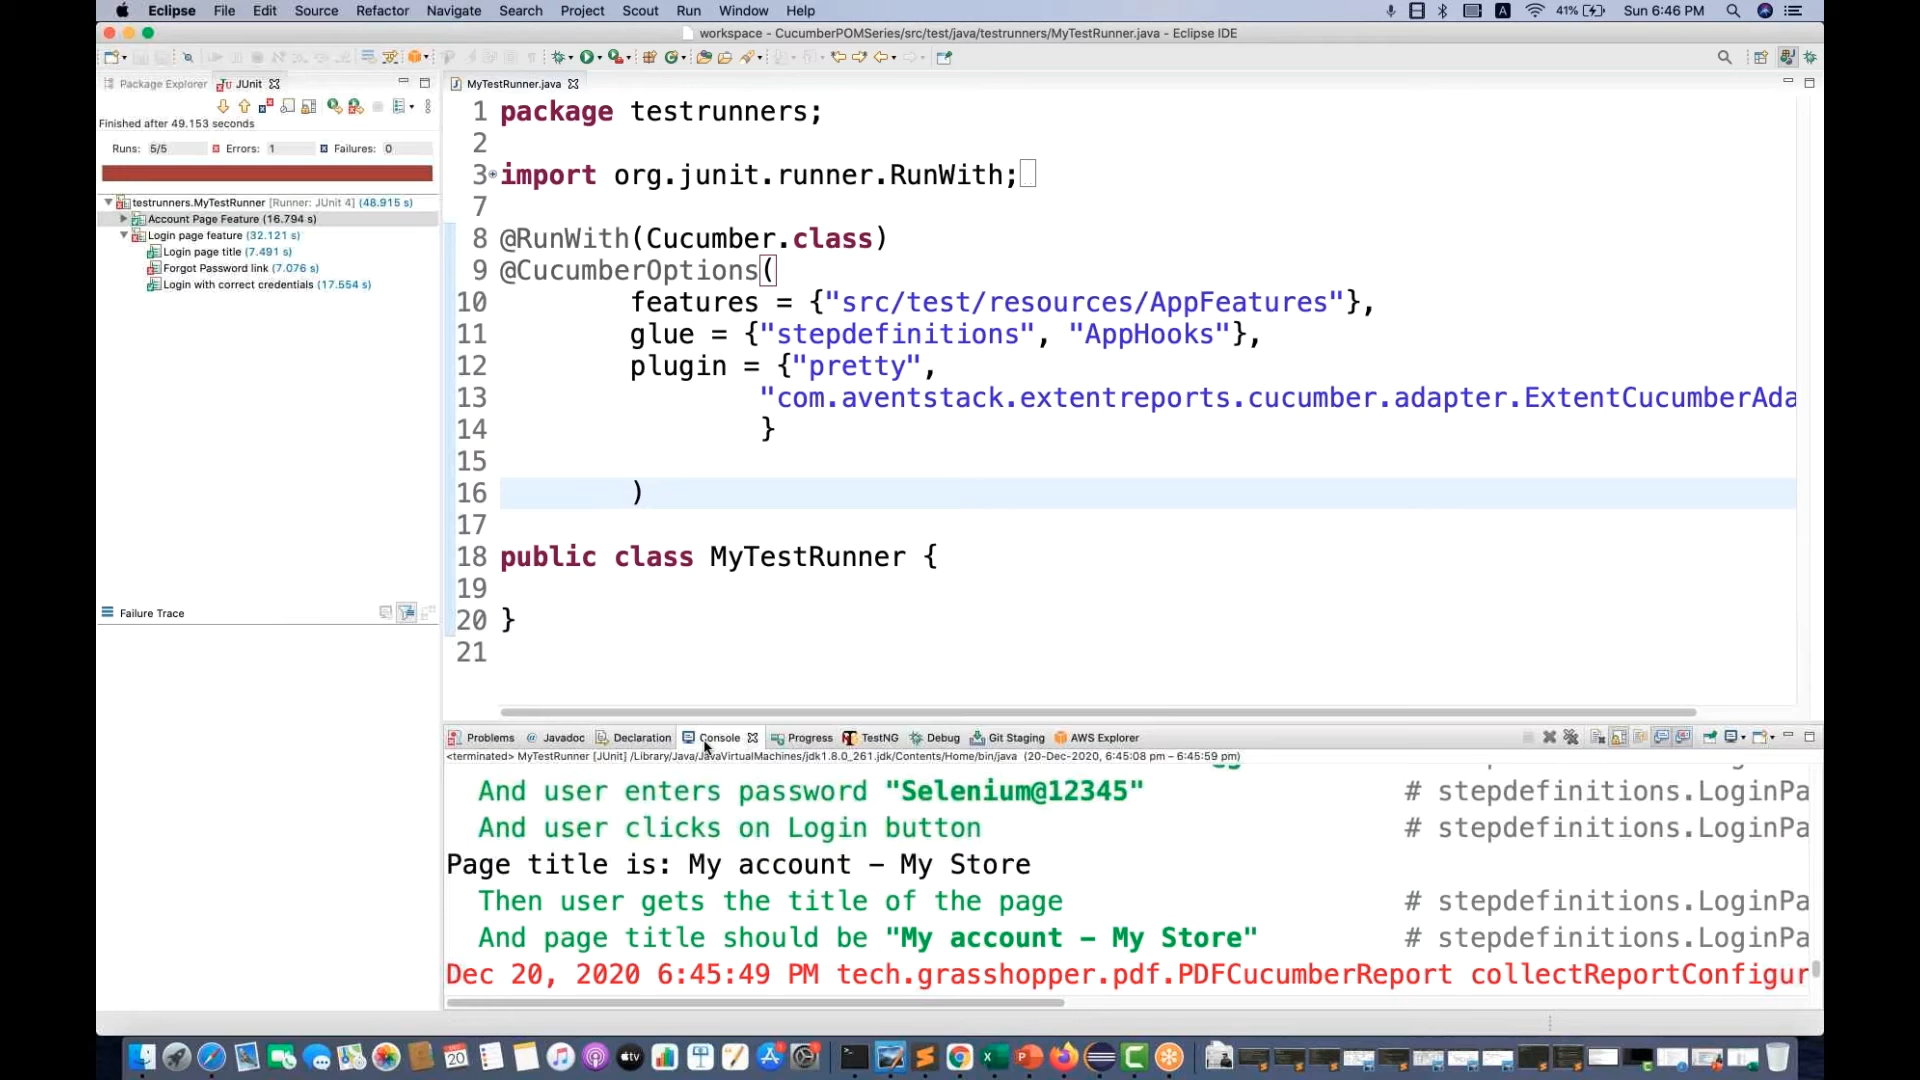 Eclipse File Edit Source Refactor Navigate Search Project Scout Run Window Help
41% Sun 6:46 PM
workspace - CucumberPOMSeries/src/test/java/testrunners/MyTestRunner.java - Eclipse IDE
Package Explorer JUnit
Finished after 49.153 seconds
Runs: 5/5 Errors: 1 Failures: 0
testrunners.MyTestRunner [Runner: JUnit 4] (48.915 s)
Account Page Feature (16.794 s)
Login page feature (32.121 s)
Login page title (7.491 s)
Forgot Password link (7.076 s)
Login with correct credentials (17.554 s)
Failure Trace
MyTestRunner.java
1 package testrunners;
2
3 import org.junit.runner.RunWith;
7
8 @RunWith(Cucumber.class)
9 @CucumberOptions(
10 features = {"src/test/resources/AppFeatures"},
11 glue = {"stepdefinitions", "AppHooks"},
12 plugin = {"pretty",
13 "com.aventstack.extentreports.cucumber.adapter.ExtentCucumberAda
14 }
15
16 )
17
18 public class MyTestRunner {
19
20 }
21
Problems Javadoc Declaration Console Progress TestNG Debug Git Staging AWS Explorer
<terminated> MyTestRunner [JUnit] /Library/Java/JavaVirtualMachines/jdk1.8.0_261.jdk/Contents/Home/bin/java (20-Dec-2020, 6:45:08 pm – 6:45:59 pm)
And user enters password "Selenium@12345" # stepdefinitions.LoginPa
And user clicks on Login button # stepdefinitions.LoginPa
Page title is: My account - My Store
Then user gets the title of the page # stepdefinitions.LoginPa
And page title should be "My account - My Store" # stepdefinitions.LoginPa
Dec 20, 2020 6:45:49 PM tech.grasshopper.pdf.PDFCucumberReport collectReportConfigur